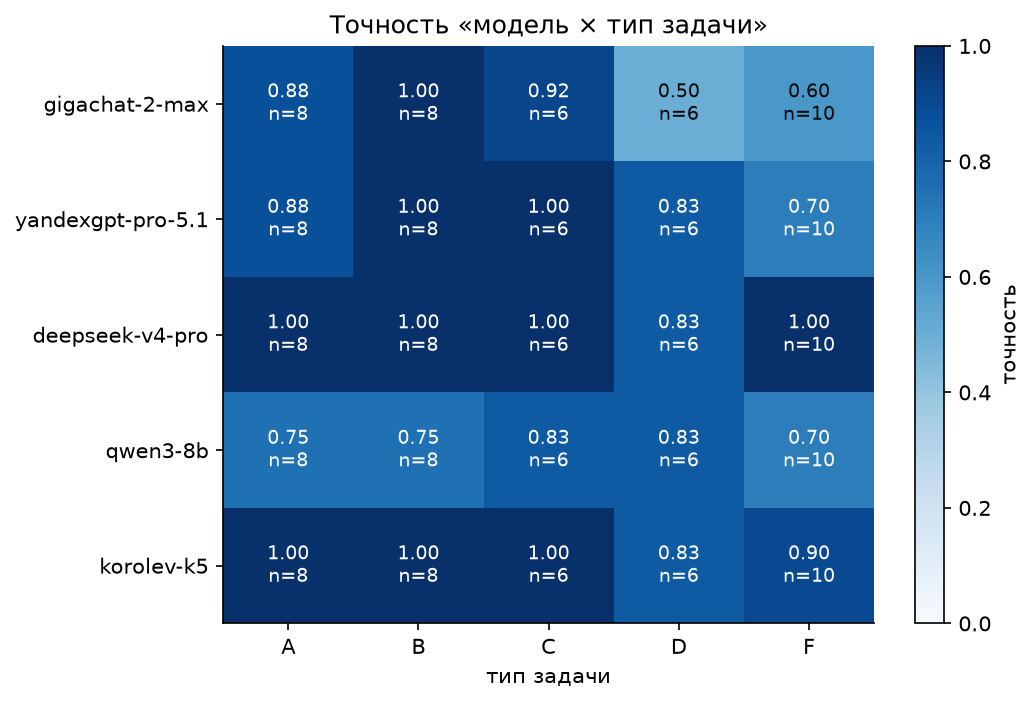 Точность «модель × тип задачи»
gigachat-2-max
0.88
n=8
1.00
n=8
0.92
n=6
0.50
n=6
0.60
n=10
yandexgpt-pro-5.1
0.88
n=8
1.00
n=8
1.00
n=6
0.83
n=6
0.70
n=10
deepseek-v4-pro
1.00
n=8
1.00
n=8
1.00
n=6
0.83
n=6
1.00
n=10
qwen3-8b
0.75
n=8
0.75
n=8
0.83
n=6
0.83
n=6
0.70
n=10
korolev-k5
1.00
n=8
1.00
n=8
1.00
n=6
0.83
n=6
0.90
n=10
A
B
C
D
F
тип задачи
1.0
0.8
0.6
0.4
0.2
0.0
точность